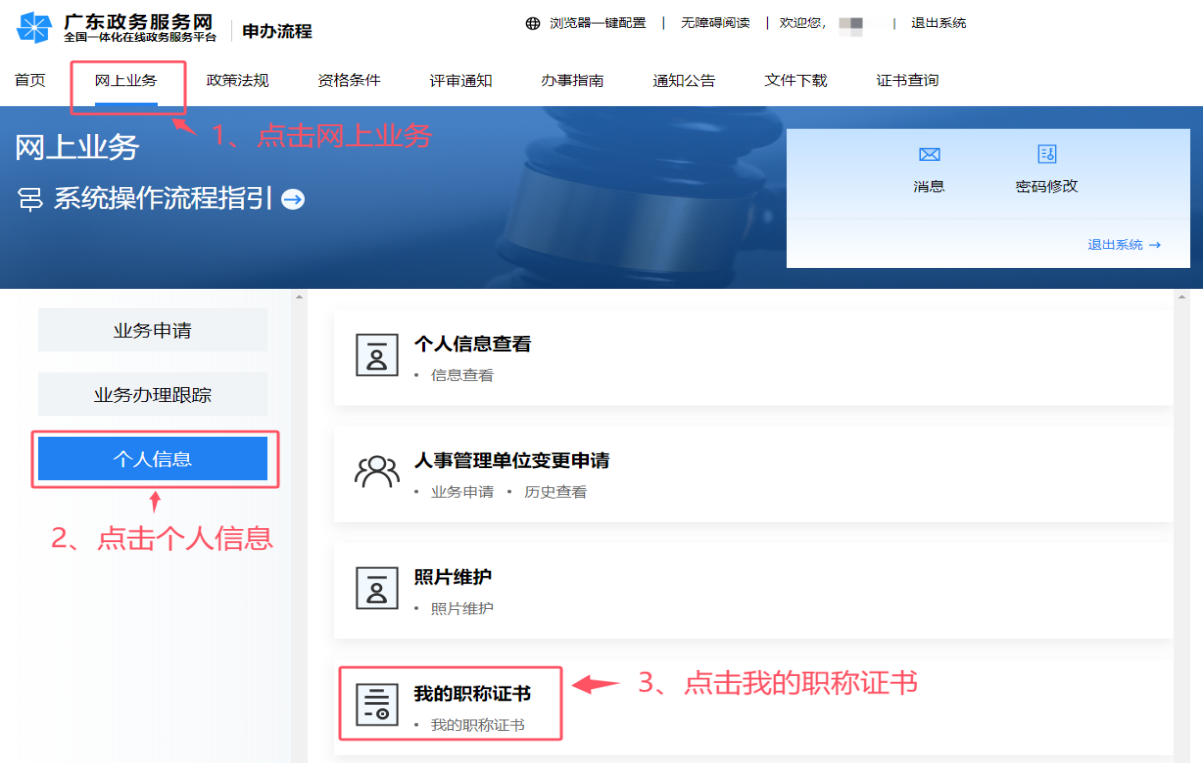 广东政务服务网
全国一体化在线政务服务平台
申办流程
浏览器一键配置 | 无障碍阅读 | 欢迎您, | 退出系统
首页 网上业务 政策法规 资格条件 评审通知 办事指南 通知公告 文件下载 证书查询
1、点击网上业务
网上业务
系统操作流程指引
消息 密码修改
退出系统 →
业务申请
业务办理跟踪
个人信息
2、点击个人信息
个人信息查看
• 信息查看
人事管理单位变更申请
• 业务申请 • 历史查看
照片维护
• 照片维护
我的职称证书
• 我的职称证书
3、点击我的职称证书